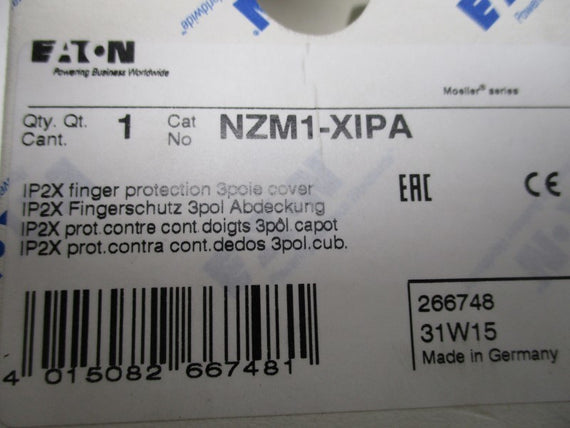 EATON
Powering Business Worldwide
Moeller® series
Qty. Qt. 1 Cat NZM1-XIPA
Cant. No
IP2X finger protection 3pole cover
IP2X Fingerschutz 3pol Abdeckung
IP2X prot.contre cont.doigts 3pôl.capot
IP2X prot.contra cont.dedos 3pol.cub.
EAC CE
266748
31W15
Made in Germany
4 015082 667481